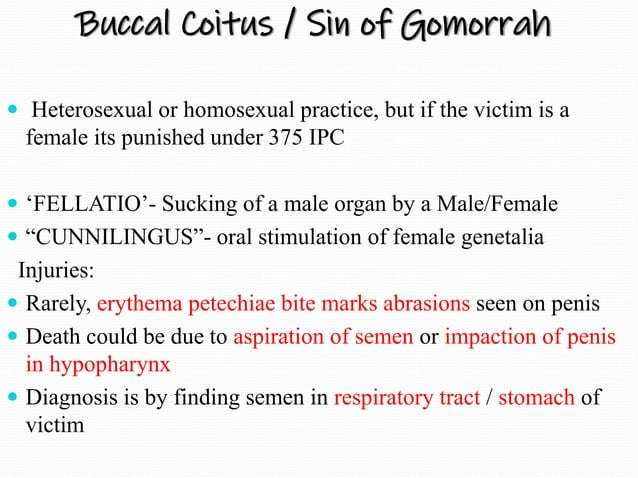 Buccal Coitus / Sin of Gomorrah
• Heterosexual or homosexual practice, but if the victim is a
female its punished under 375 IPC
• ‘FELLATIO’- Sucking of a male organ by a Male/Female
• “CUNNILINGUS”- oral stimulation of female genetalia
Injuries:
• Rarely, erythema petechiae bite marks abrasions seen on penis
• Death could be due to aspiration of semen or impaction of penis
in hypopharynx
• Diagnosis is by finding semen in respiratory tract / stomach of
victim